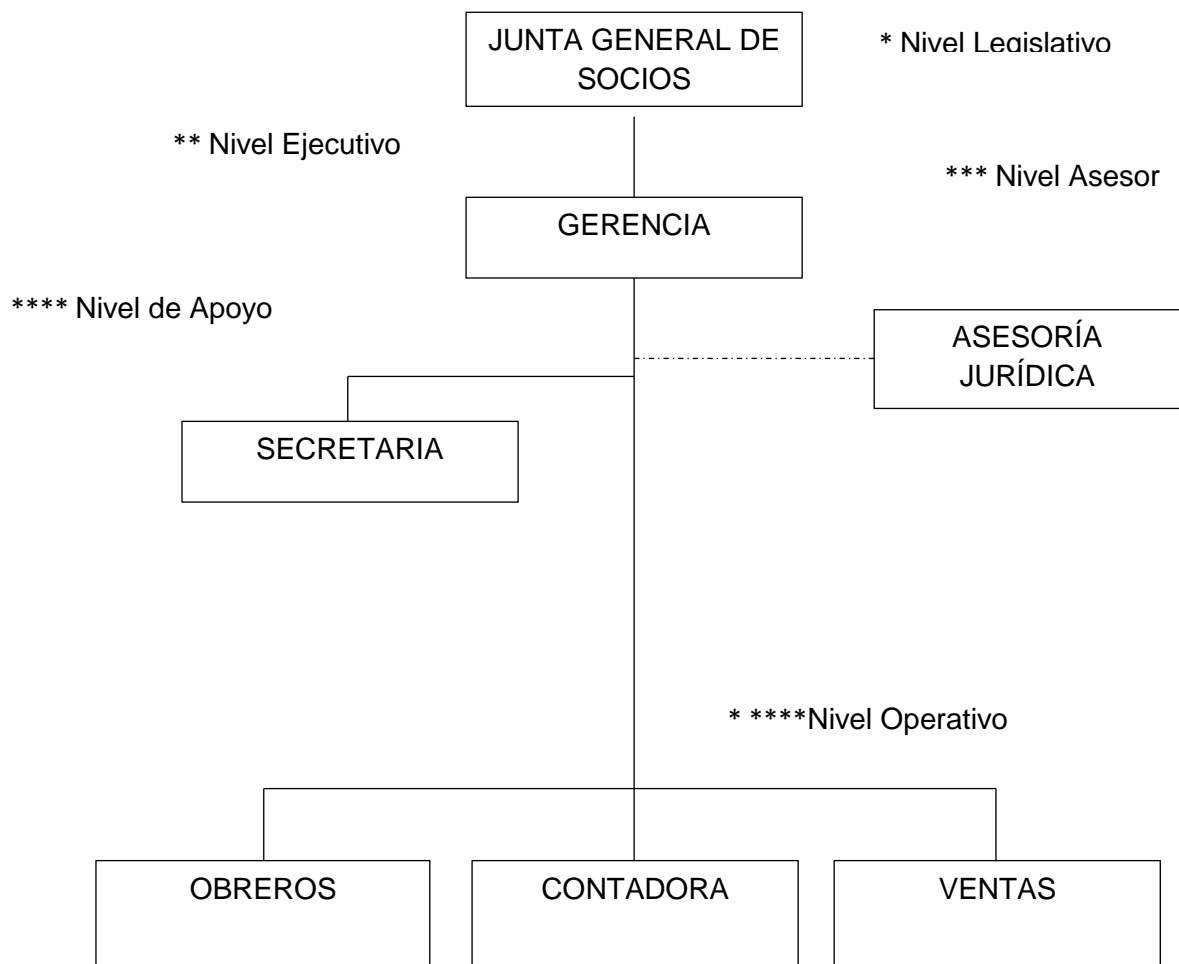 JUNTA GENERAL DE
SOCIOS
* Nivel Legislativo
** Nivel Ejecutivo
*** Nivel Asesor
GERENCIA
**** Nivel de Apoyo
ASESORÍA
JURÍDICA
SECRETARIA
* ****Nivel Operativo
OBREROS
CONTADORA
VENTAS